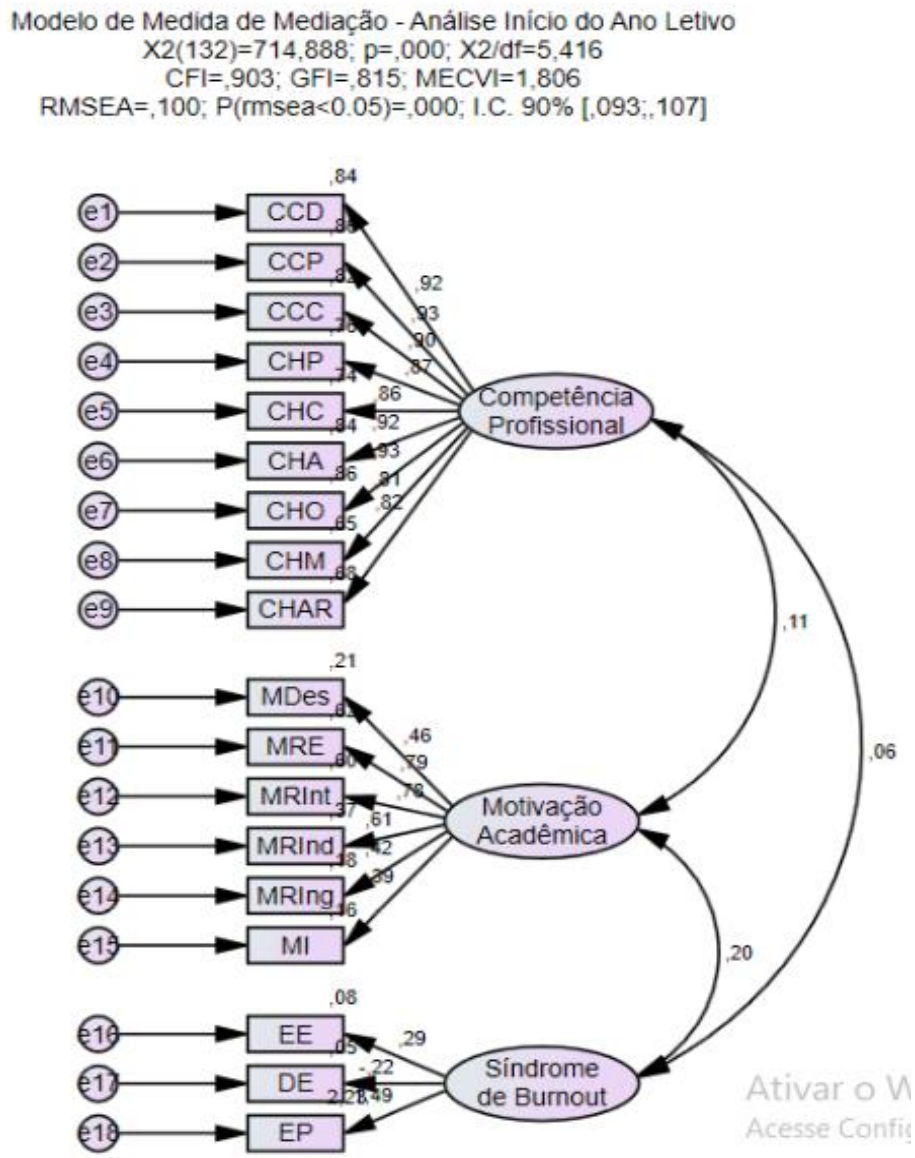 Modelo de Medida de Mediação - Análise Início do Ano Letivo
X2(132)=714,888; p=,000; X2/df=5,416
CFI=,903; GFI=,815; MECVI=1,806
RMSEA=,100; P(rmsea<0.05)=,000; I.C. 90% [,093;,107]
,84
e1 CCD
e2 CCP
,92
e3 CCC
,93
,90
e4 CHP
,87
Competência
Profissional
e5 CHC
,86
,92
e6 CHA
,93
,86
e7 CHO
,81
,82
,65
e8 CHM
,68
e9 CHAR
,11
,21
e10 MDes
e11 MRE
,46
,79
,06
e12 MRInt
,78
Motivação
Acadêmica
,37
e13 MRInd
,61
,42
,18
e14 MRIng
,39
,16
e15 MI
,20
,08
e16 EE
,29
,05
e17 DE
-,22
Síndrome
de Burnout
e18 EP
Ativar o W
Acesse Config